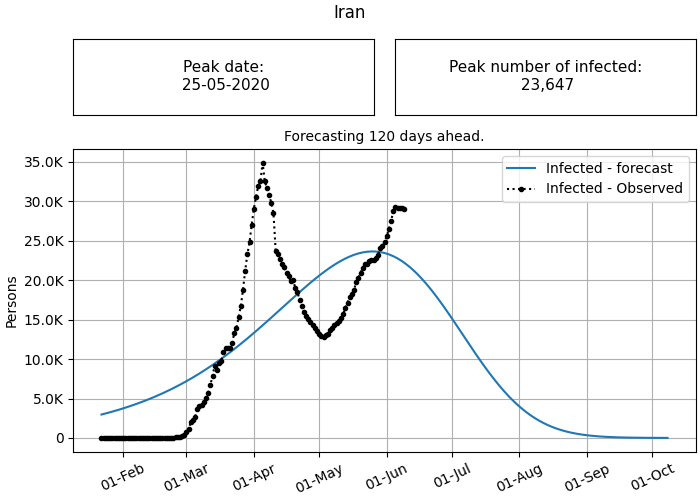 Iran
Peak date:
25-05-2020
Peak number of infected:
23,647
Forecasting 120 days ahead.
35.0K
30.0K
25.0K
20.0K
15.0K
10.0K
5.0K
0
Persons
Infected - forecast
Infected - Observed
01-Feb
01-Mar
01-Apr
01-May
01-Jun
01-Jul
01-Aug
01-Sep
01-Oct